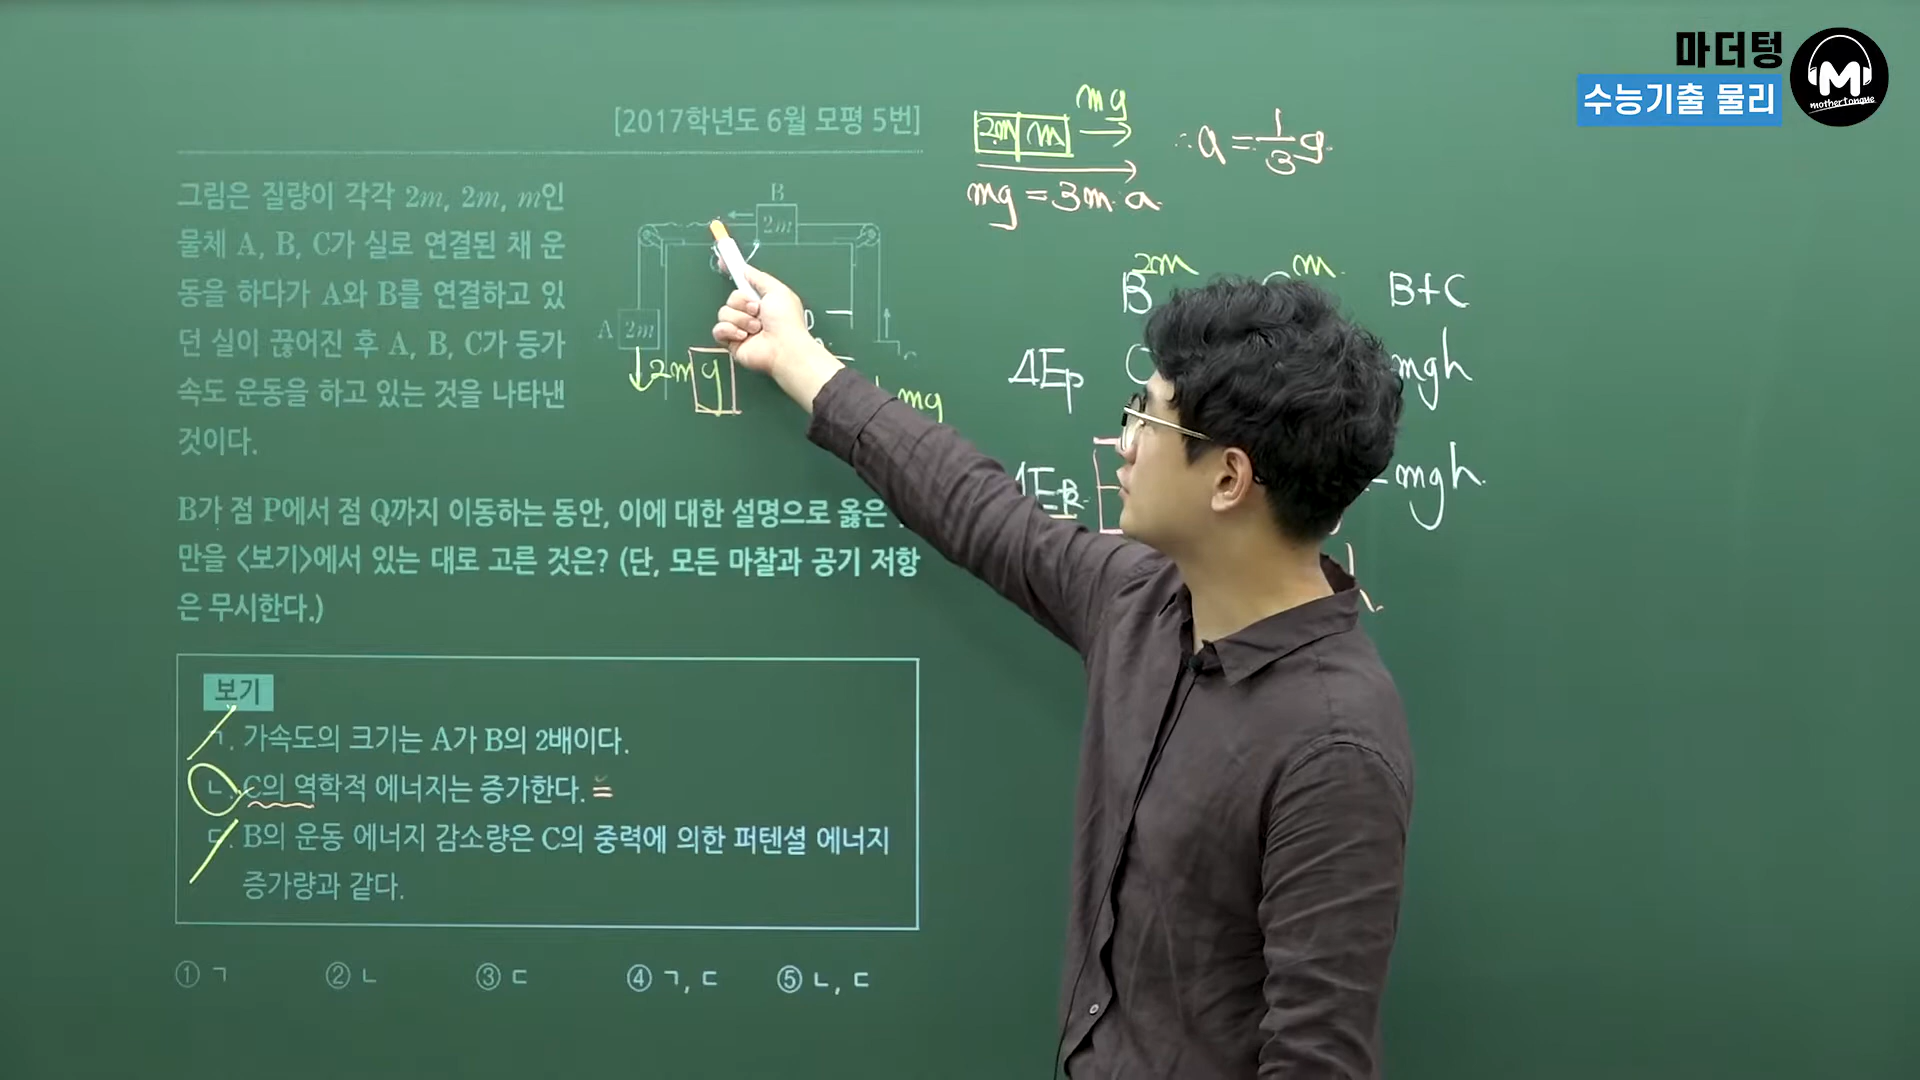 마더텅
수능기출 물리
M
mothertongue
[2017학년도 6월 모평 5번]
그림은 질량이 각각 2m, 2m, m인
물체 A, B, C가 실로 연결된 채 운
동을 하다가 A와 B를 연결하고 있
던 실이 끊어진 후 A, B, C가 등가
속도 운동을 하고 있는 것을 나타낸
것이다.
B
2m
A 2m
2mg
mg
B가 점 P에서 점 Q까지 이동하는 동안, 이에 대한 설명으로 옳은
만을 <보기>에서 있는 대로 고른 것은? (단, 모든 마찰과 공기 저항
은 무시한다.)
보기
ㄱ. 가속도의 크기는 A가 B의 2배이다.
ㄴ. C의 역학적 에너지는 증가한다.
ㄷ. B의 운동 에너지 감소량은 C의 중력에 의한 퍼텐셜 에너지
증가량과 같다.
① ㄱ ② ㄴ ③ ㄷ ④ ㄱ, ㄷ ⑤ ㄴ, ㄷ
2m m mg
mg = 3m·a
∴ a = 1/3 g
2m m
B B+C
ΔEp mgh
-mgh